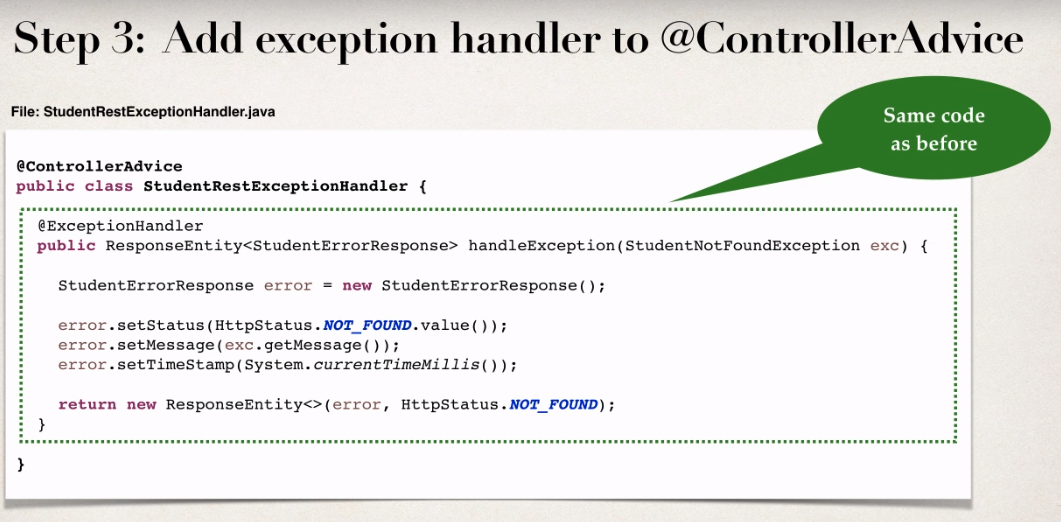 Step 3: Add exception handler to @ControllerAdvice
File: StudentRestExceptionHandler.java
Same code
as before
@ControllerAdvice
public class StudentRestExceptionHandler {
@ExceptionHandler
public ResponseEntity<StudentErrorResponse> handleException(StudentNotFoundException exc) {
StudentErrorResponse error = new StudentErrorResponse();
error.setStatus(HttpStatus.NOT_FOUND.value());
error.setMessage(exc.getMessage());
error.setTimeStamp(System.currentTimeMillis());
return new ResponseEntity<>(error, HttpStatus.NOT_FOUND);
}
}